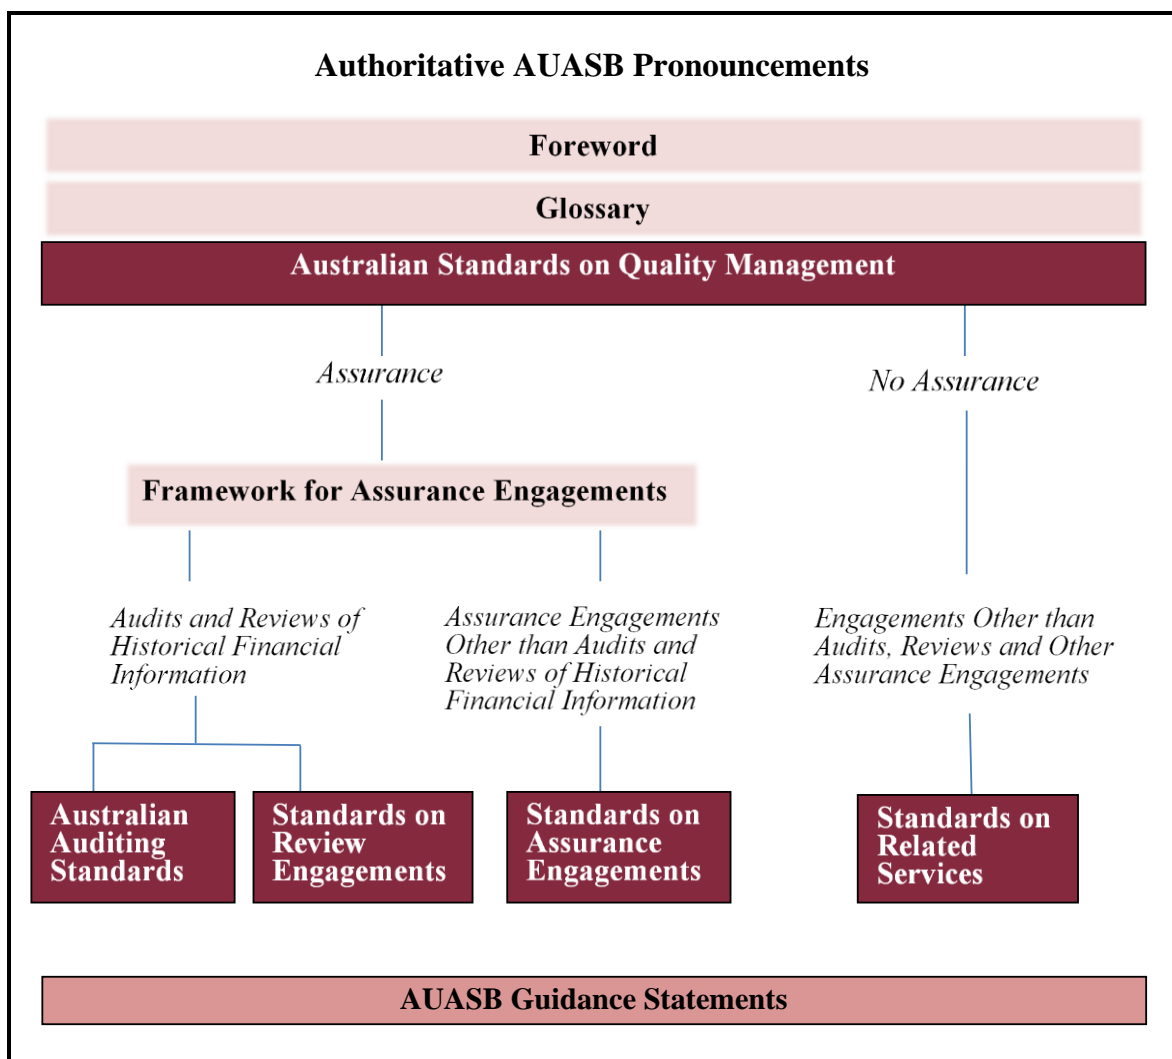 Authoritative AUASB Pronouncements
Foreword
Glossary
Australian Standards on Quality Management
Assurance
No Assurance
Framework for Assurance Engagements
Audits and Reviews of
Historical Financial
Information
Assurance Engagements
Other than Audits and
Reviews of Historical
Financial Information
Engagements Other than
Audits, Reviews and Other
Assurance Engagements
Australian
Auditing
Standards
Standards on
Review
Engagements
Standards on
Assurance
Engagements
Standards on
Related
Services
AUASB Guidance Statements